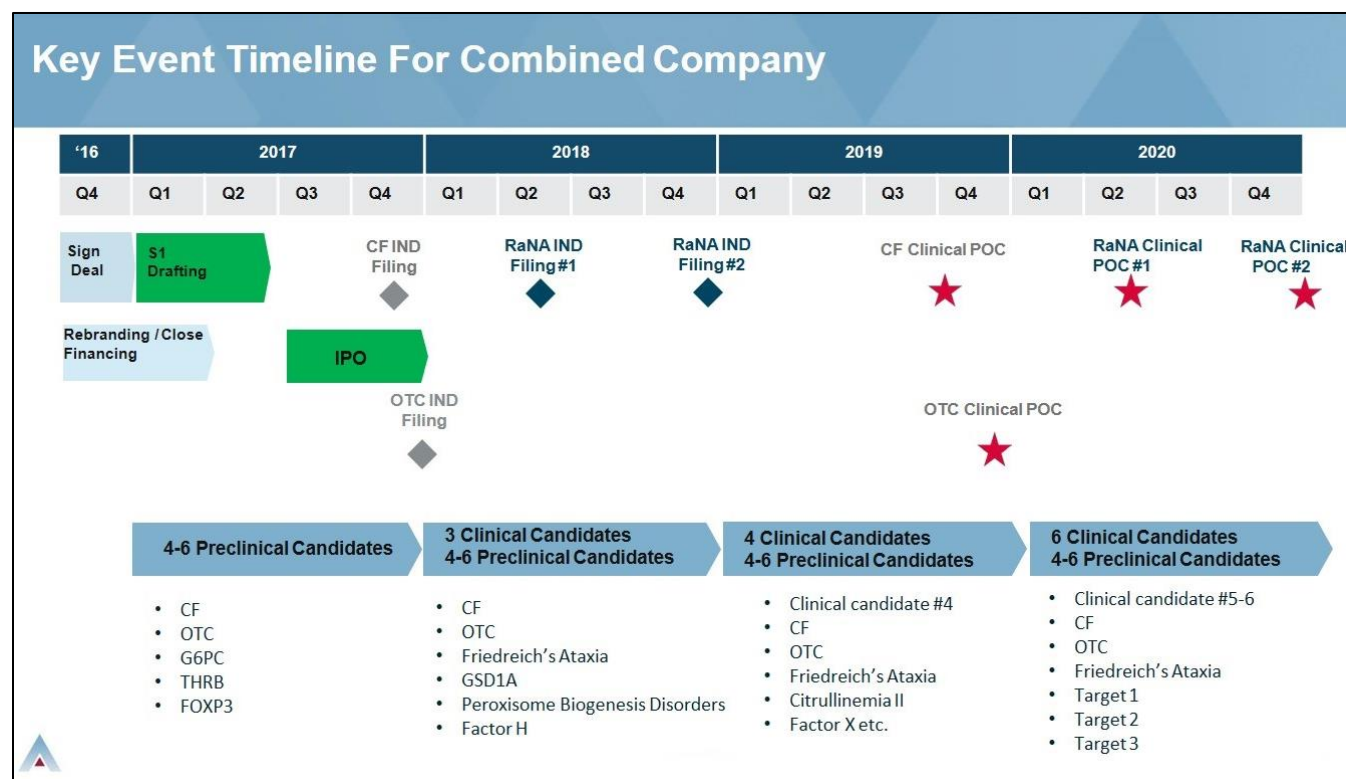 Key Event Timeline For Combined Company
‘16 2017 2018 2019 2020
Q4 Q1 Q2 Q3 Q4 Q1 Q2 Q3 Q4 Q1 Q2 Q3 Q4 Q1 Q2 Q3 Q4
Sign
Deal
S1
Drafting
CF IND
Filing
RaNA IND
Filing#1
RaNA IND
Filing#2
CF Clinical POC
RaNA Clinical
POC #1
RaNA Clinical
POC #2
Rebranding / Close
Financing
IPO
OTC IND
Filing
OTC Clinical POC
4-6 Preclinical Candidates
3 Clinical Candidates
4-6 Preclinical Candidates
4 Clinical Candidates
4-6 Preclinical Candidates
6 Clinical Candidates
4-6 Preclinical Candidates
• CF
• OTC
• G6PC
• THRB
• FOXP3
• CF
• OTC
• Friedreich’s Ataxia
• GSD1A
• Peroxisome Biogenesis Disorders
• Factor H
• Clinical candidate #4
• CF
• OTC
• Friedreich’s Ataxia
• Citrullinemia II
• Factor X etc.
• Clinical candidate #5-6
• CF
• OTC
• Friedreich’s Ataxia
• Target 1
• Target 2
• Target 3